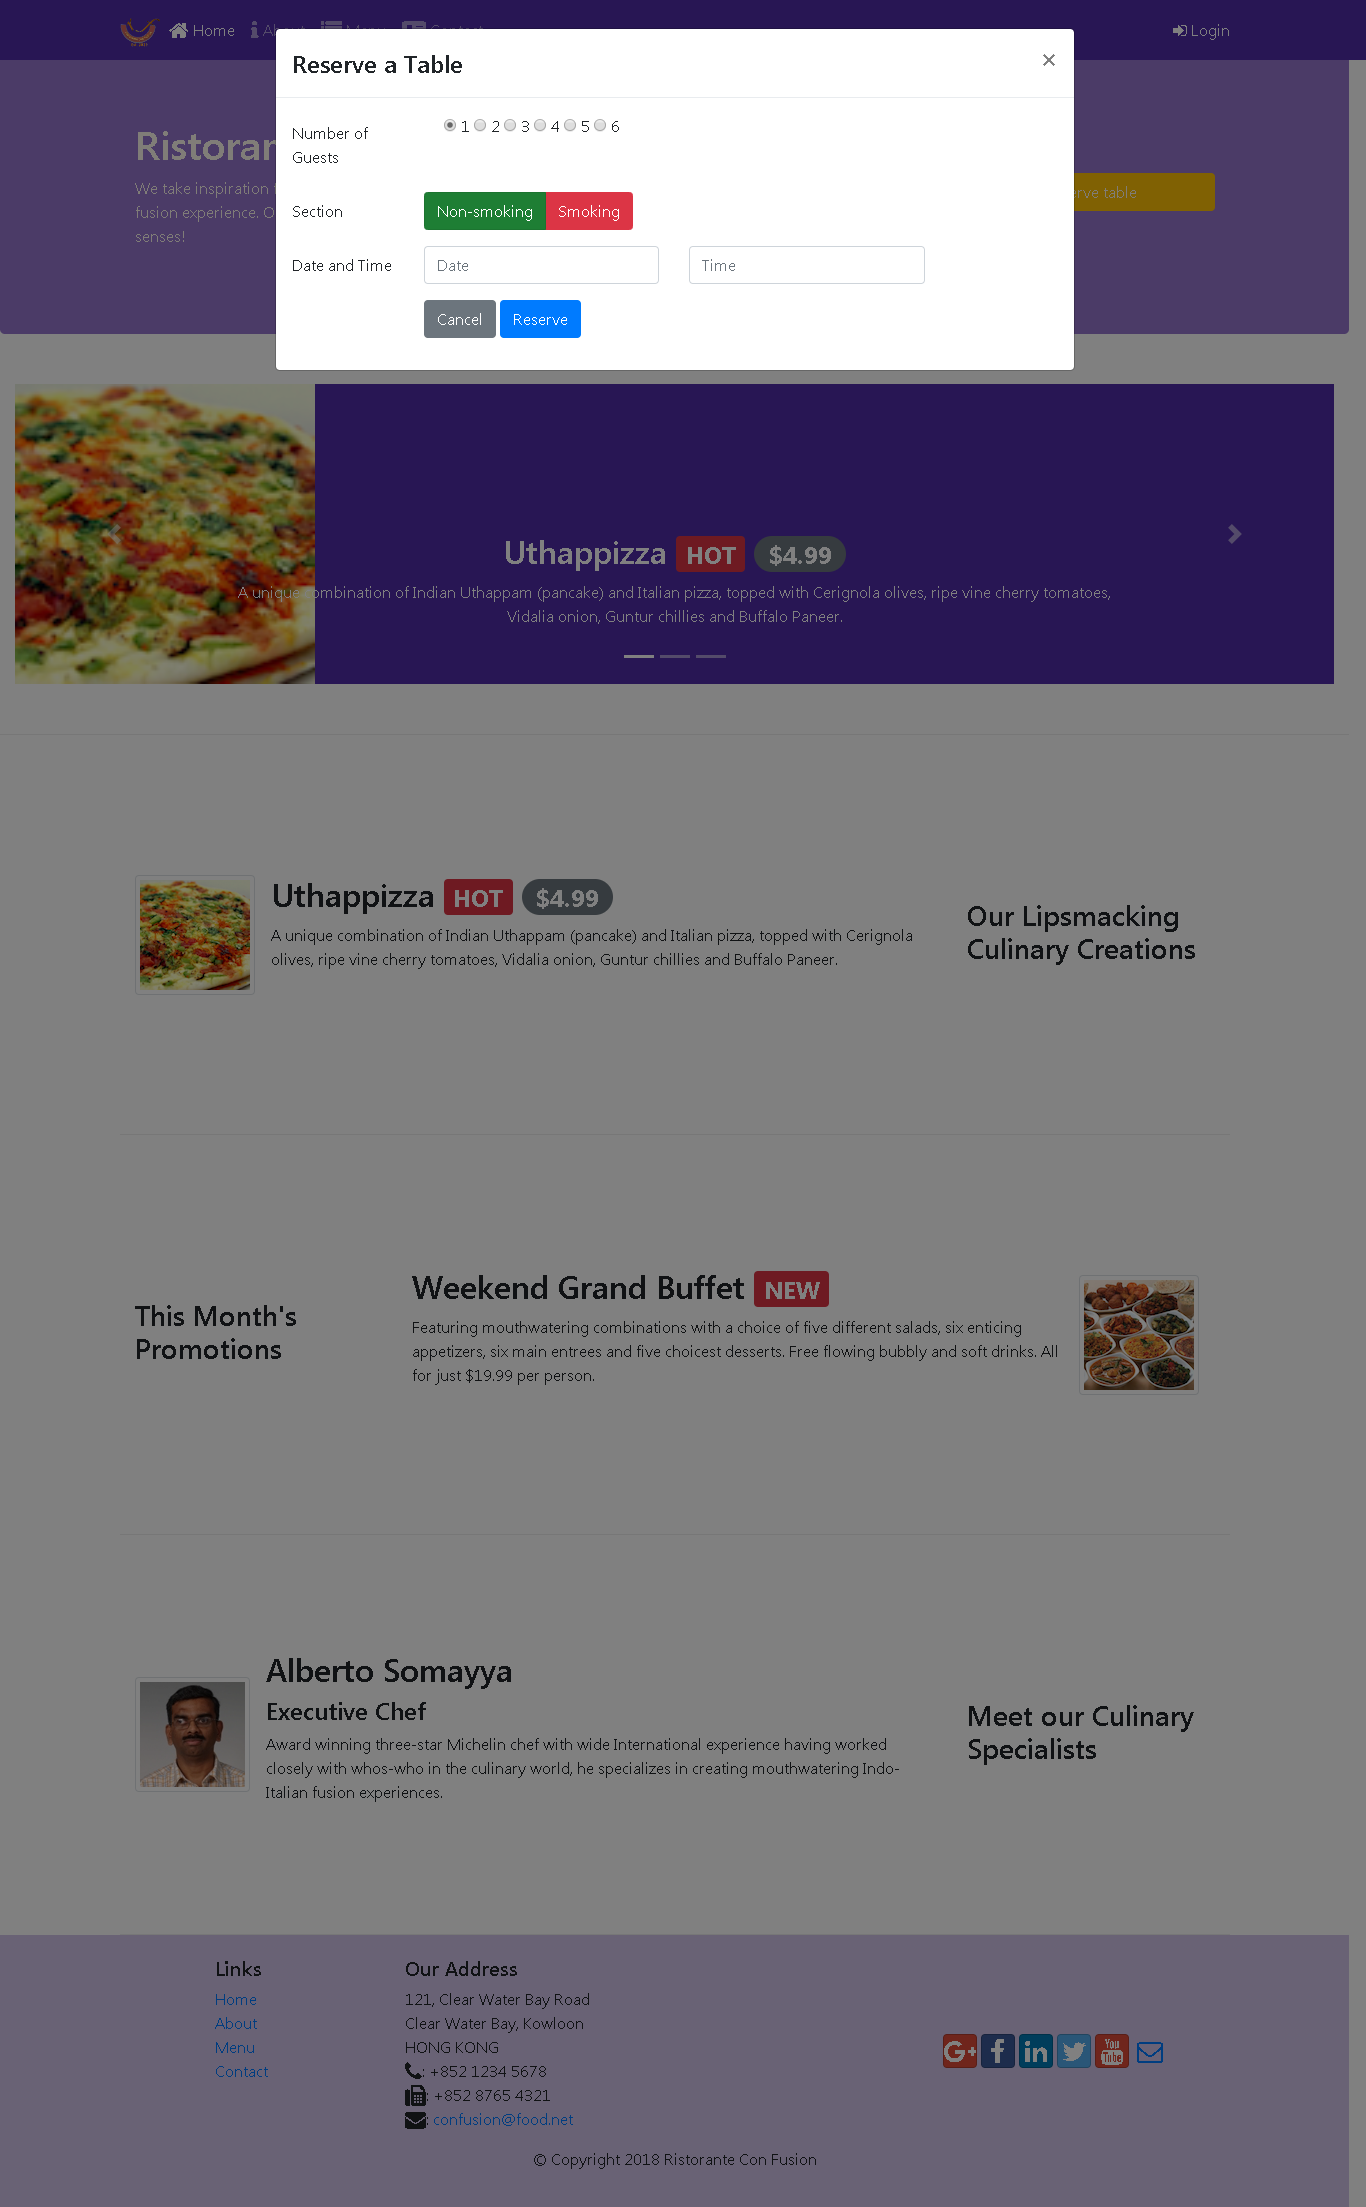 Home
Login
Reserve a Table
×
Number of
Guests
1 2 3 4 5 6
Section
Non-smoking Smoking
Date and Time
Date
Time
Cancel Reserve
We take inspiration
fusion experience.
senses!
table
Uthappizza HOT $4.99
A unique combination of Indian Uthappam (pancake) and Italian pizza, topped with Cerignola olives, ripe vine cherry tomatoes,
Vidalia onion, Guntur chillies and Buffalo Paneer.
Uthappizza HOT $4.99
A unique combination of Indian Uthappam (pancake) and Italian pizza, topped with Cerignola
olives, ripe vine cherry tomatoes, Vidalia onion, Guntur chillies and Buffalo Paneer.
Our Lipsmacking
Culinary Creations
This Month's
Promotions
Weekend Grand Buffet NEW
Featuring mouthwatering combinations with a choice of five different salads, six enticing
appetizers, six main entrees and five choicest desserts. Free flowing bubbly and soft drinks. All
for just $19.99 per person.
Alberto Somayya
Executive Chef
Award winning three-star Michelin chef with wide International experience having worked
closely with whos-who in the culinary world, he specializes in creating mouthwatering Indo-
Italian fusion experiences.
Meet our Culinary
Specialists
Links
Home
About
Menu
Contact
Our Address
121, Clear Water Bay Road
Clear Water Bay, Kowloon
HONG KONG
: +852 1234 5678
: +852 8765 4321
: confusion@food.net
G+ f in You Tube
© Copyright 2018 Ristorante Con Fusion